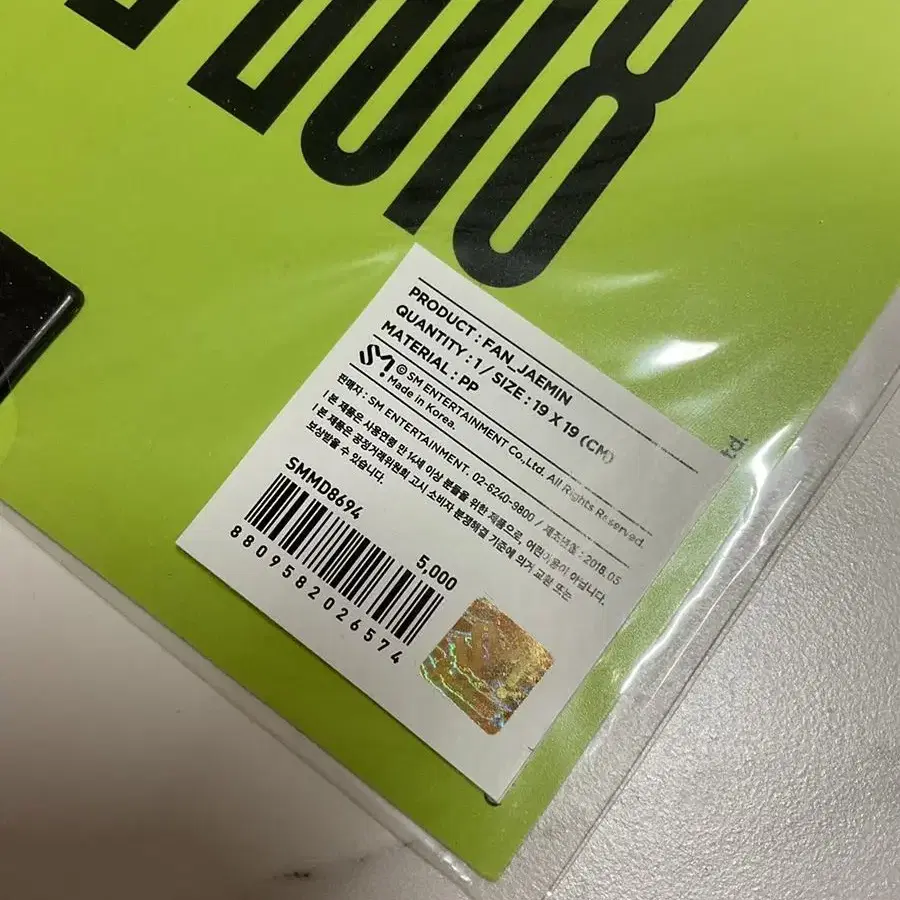 2018
PRODUCT : FAN_JAEMIN
QUANTITY : 1 / SIZE : 19 X 19 (CM)
MATERIAL : PP
SM
© SM ENTERTAINMENT Co.,Ltd. All Rights Reserved.
Made in Korea.
판매자 : SM ENTERTAINMENT. 02-6240-9800 / 제조년월 : 2018. 05
! 본 제품은 사용연령 만 14세 이상 분들을 위한 제품으로, 어린이용이 아닙니다.
! 본 제품은 공정거래위원회 고시 소비자 분쟁해결 기준에 의거 교환 또는
보상받을 수 있습니다.
SMMD8694
5,000
8809582026574
td.